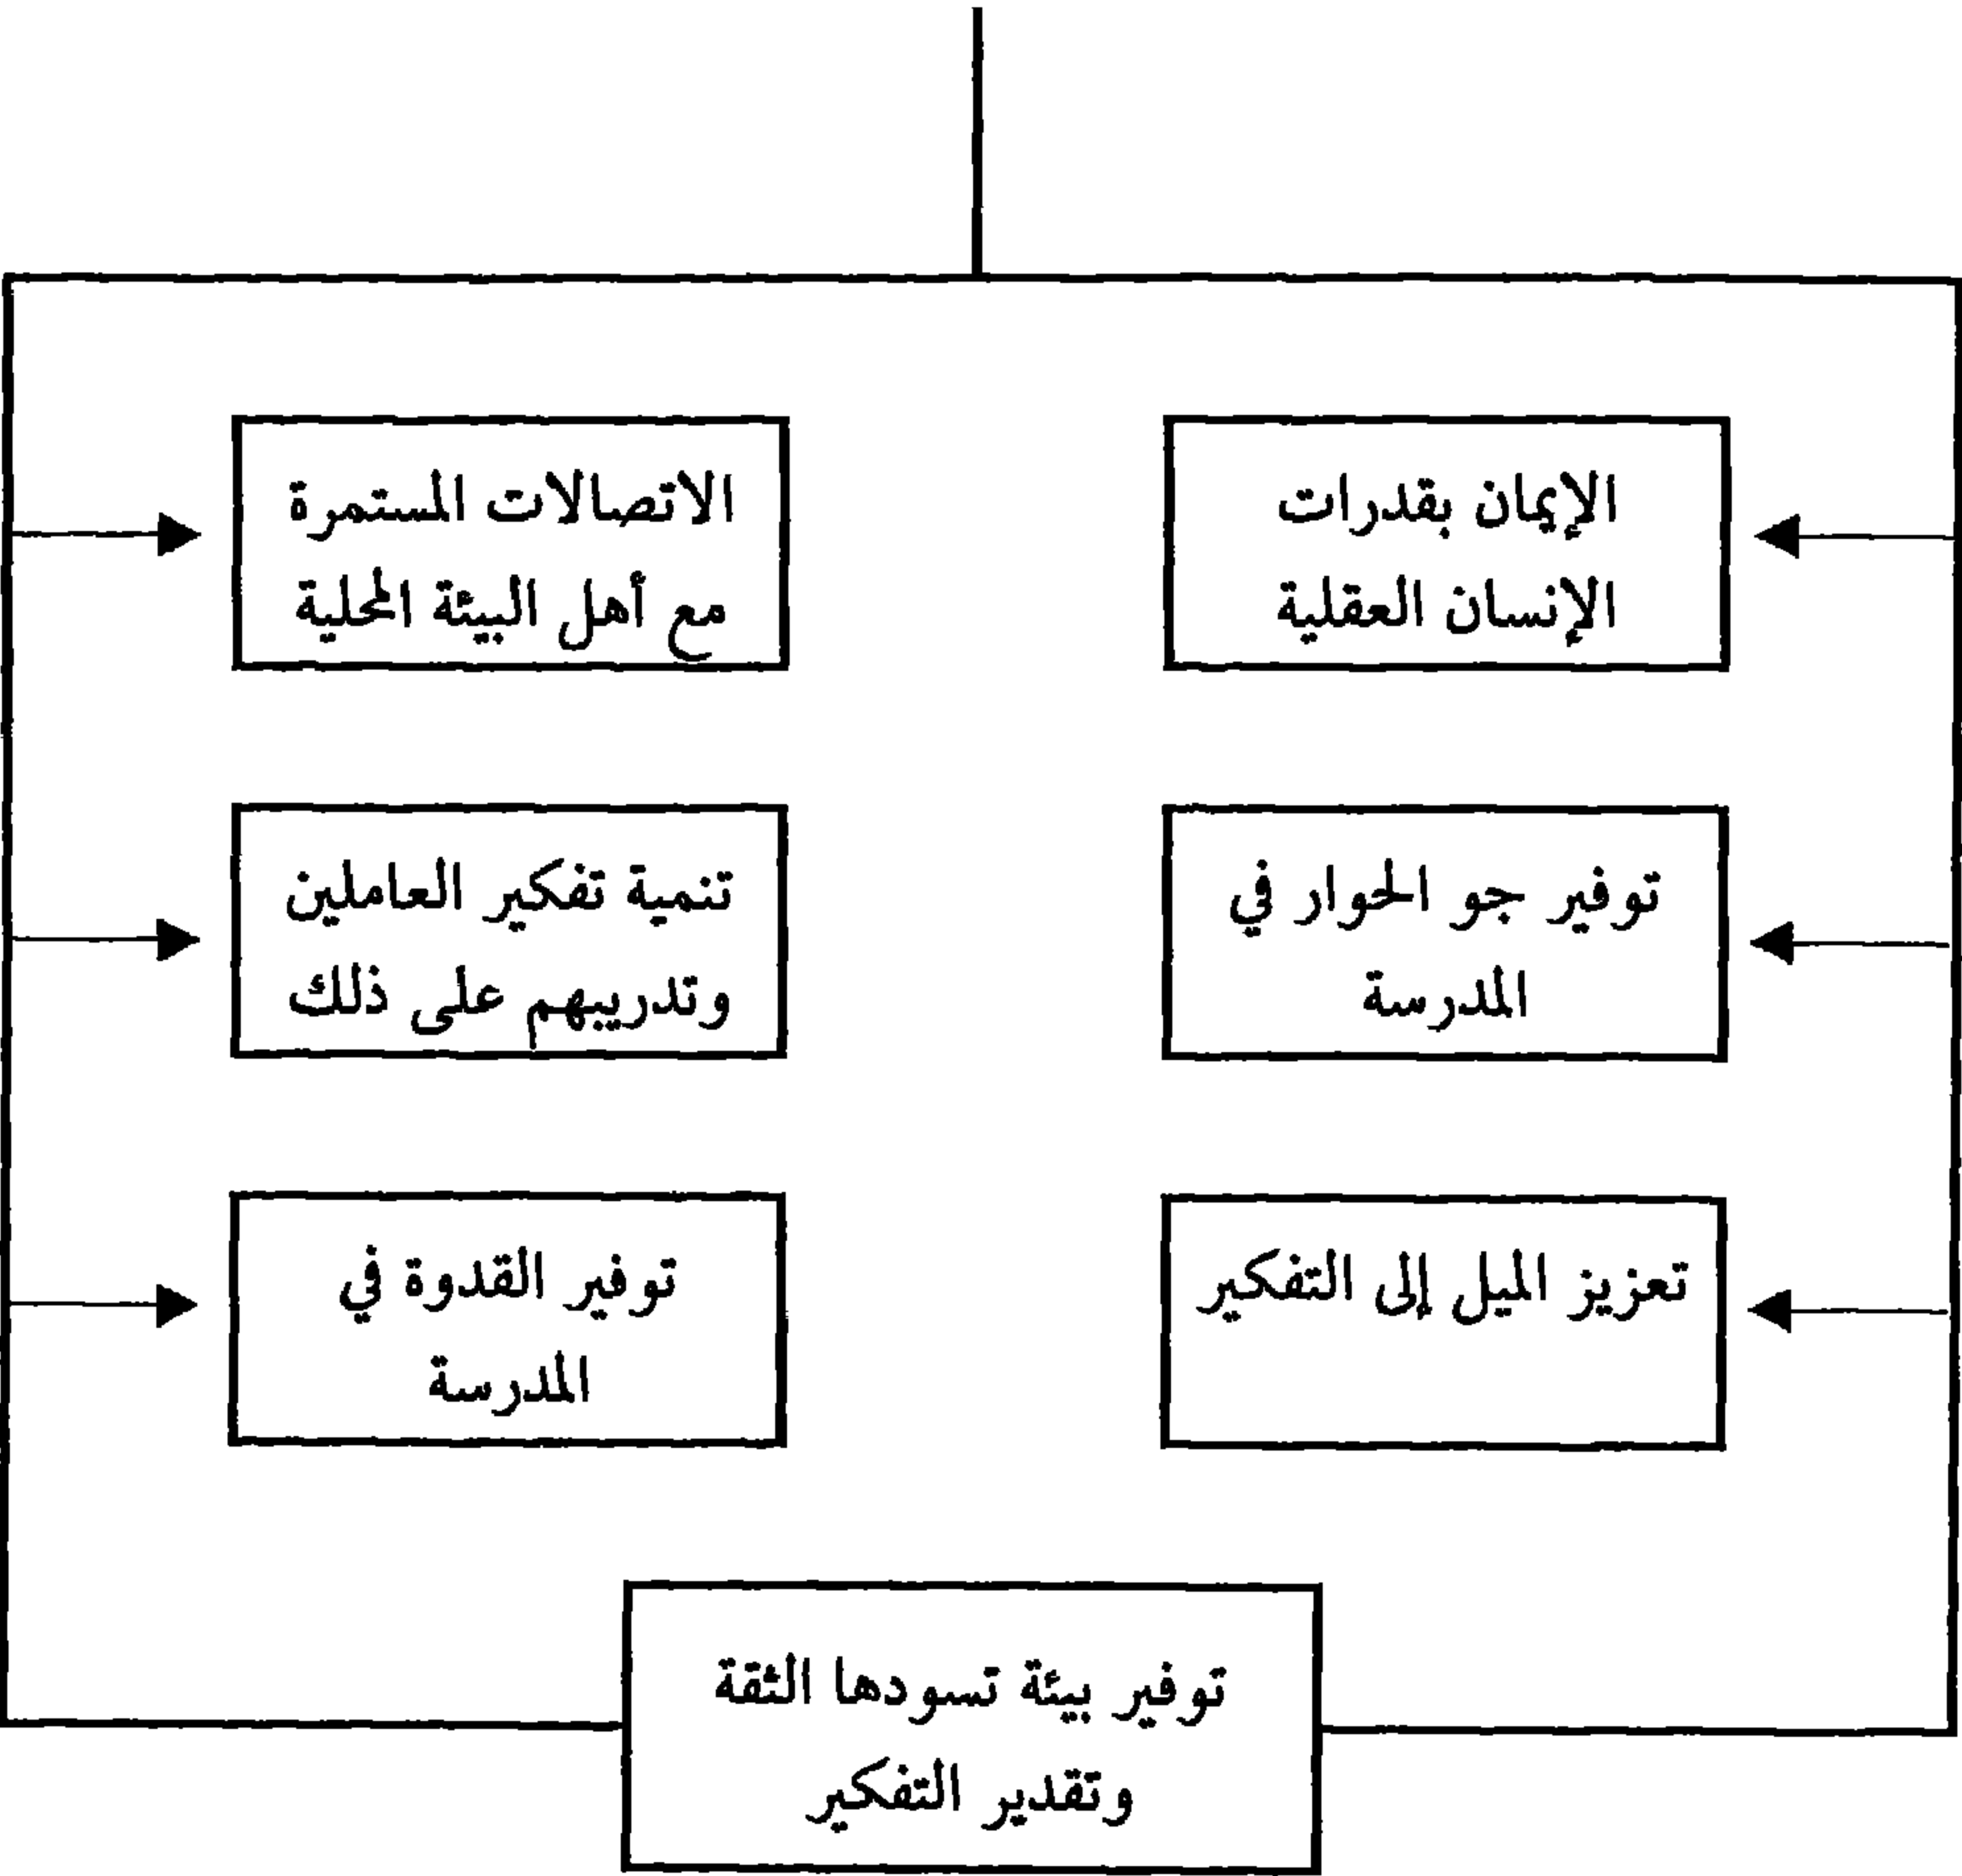 الإيمان بقدرات
الإنسان العقلية
الاتصالات المستمرة
مع أهل البيئة المحلية
توفير جو الحوار في
المدرسة
تنمية تفكير العاملين
وتدريبهم على ذلك
تعزيز الميل إلى التفكير
توفير القدوة في
المدرسة
توفير بيئة تسودها الثقة
وتقدير التفكير